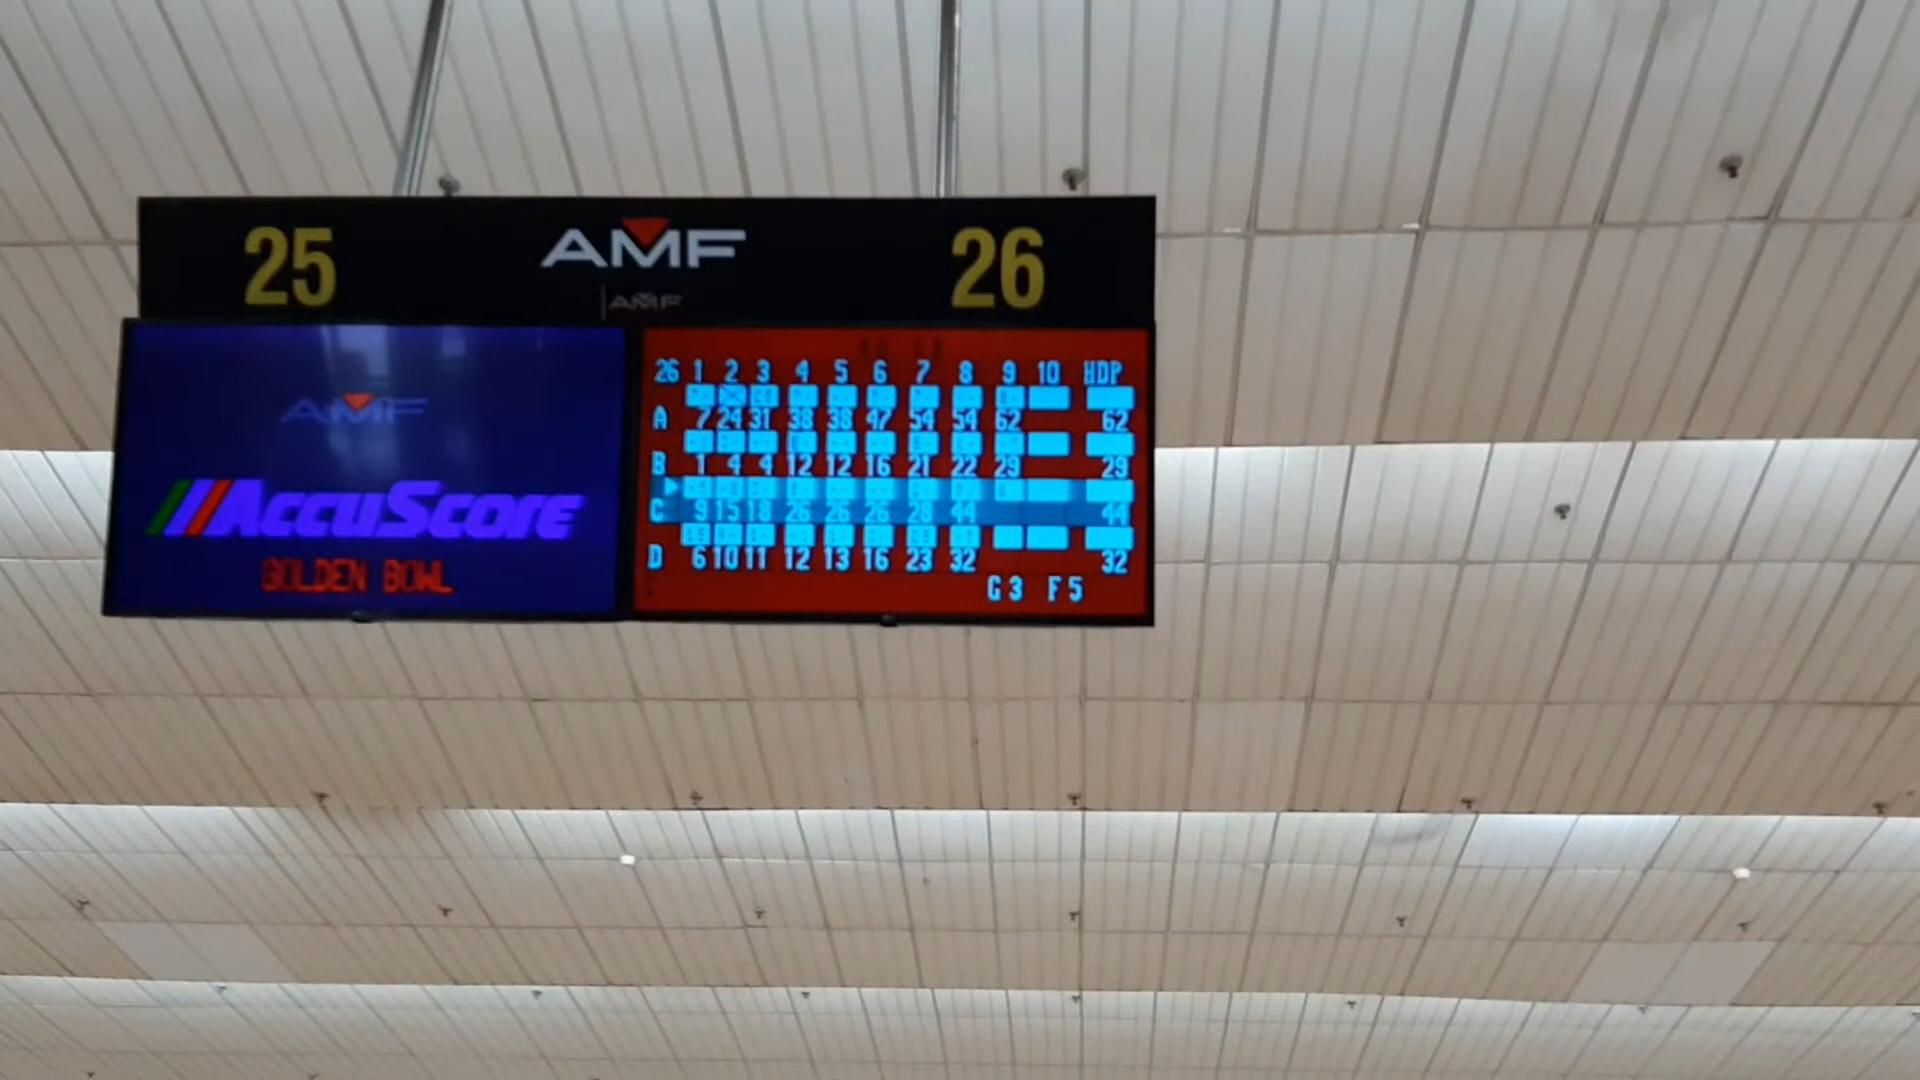 25 AMF 26
AMF
AMF
AccuScore
GOLDEN BOWL
26 1 2 3 4 5 6 7 8 9 10 HDP
A 7 24 31 38 38 47 54 54 62 62
B 1 4 4 12 12 16 21 22 29 29
C 9 15 18 26 26 26 28 44 44
D 6 10 11 12 13 16 23 32 32
G 3 F 5